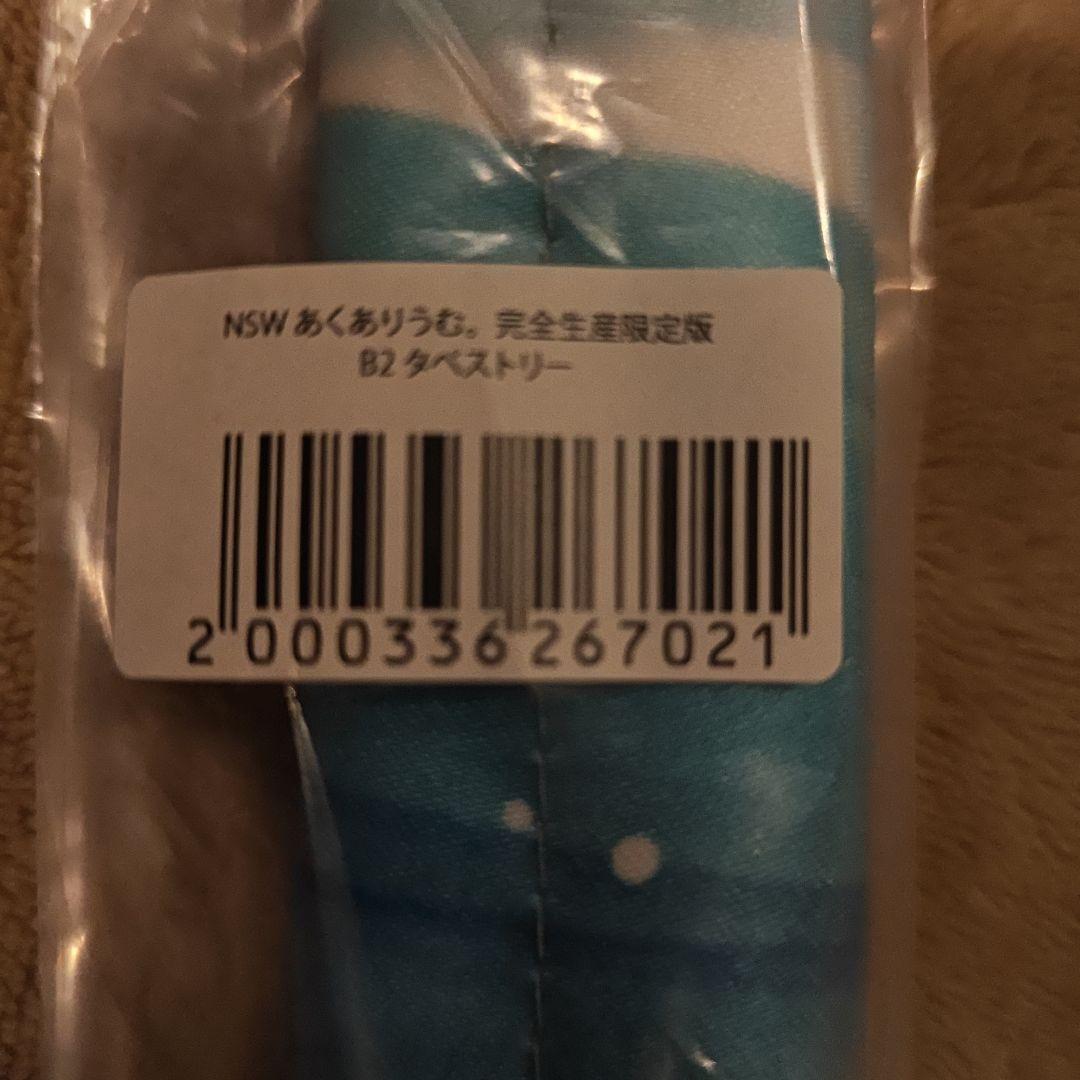 NSW あくありうむ。 完全生産限定版
B2 タペストリー
2 000336 267021